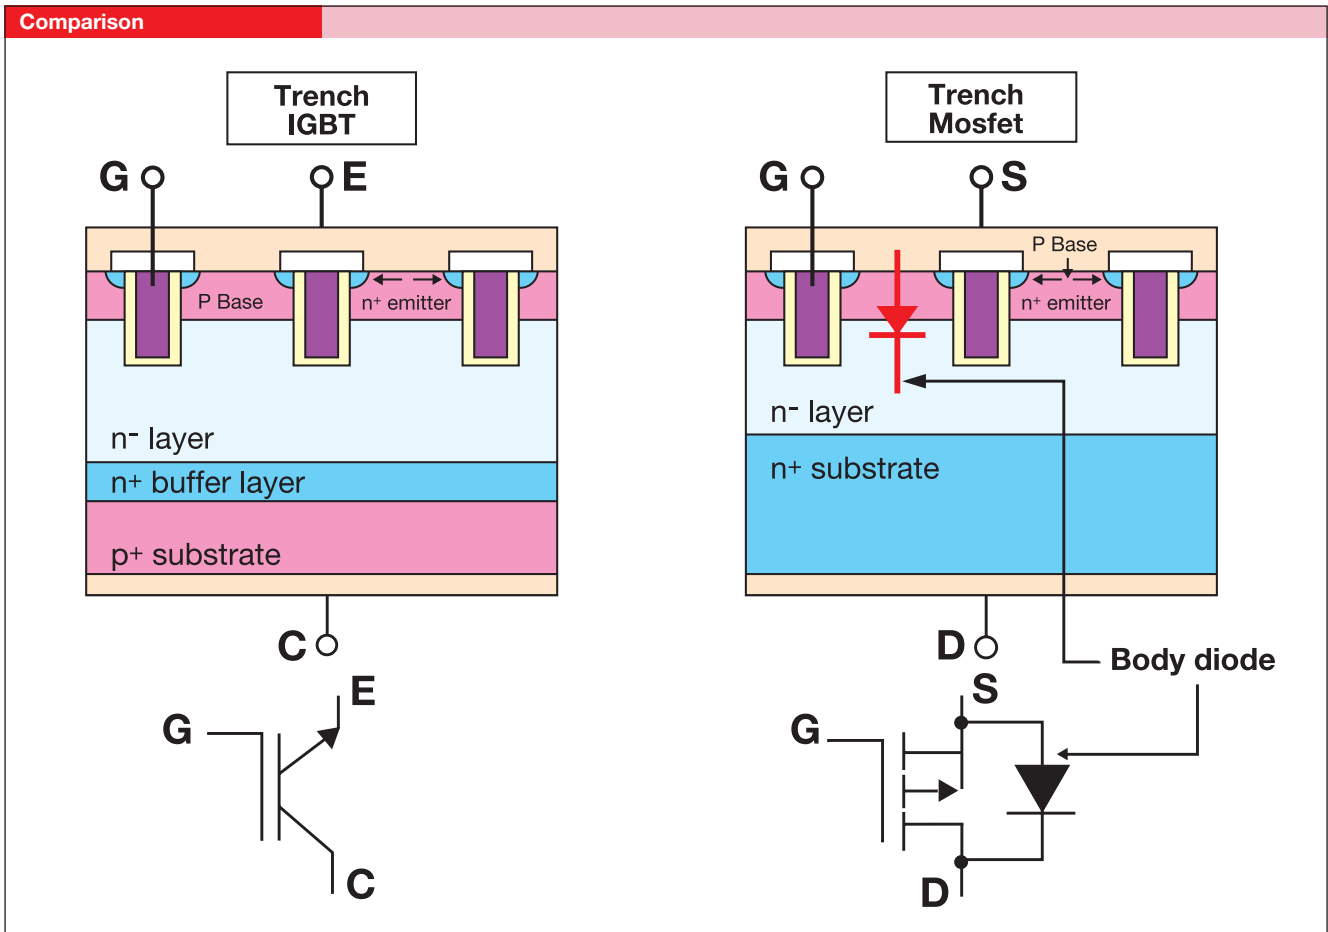 Comparison
Trench
IGBT
G
E
P Base
n+ emitter
n- layer
n+ buffer layer
p+ substrate
C
E
G
C
Trench
Mosfet
G
S
P Base
n+ emitter
n- layer
n+ substrate
D
Body diode
S
G
D